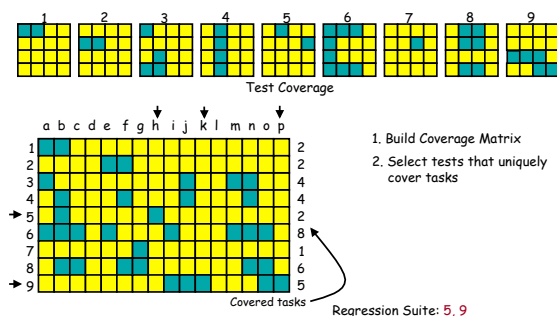 1 2 3 4 5 6 7 8 9
Test Coverage
a b c d e f g h i j k l m n o p
1 2
2 2
3 4
4 4
5 2
6 8
7 1
8 6
9 5
Covered tasks
1. Build Coverage Matrix
2. Select tests that uniquely
cover tasks
Regression Suite: 5, 9